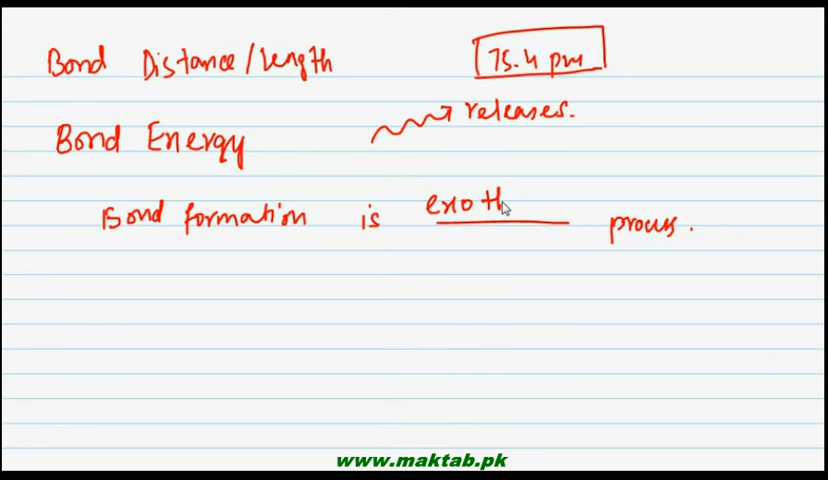 Bond Distance/length 75.4 pm
Bond Energy releases.
Bond formation is exoth process.
www.maktab.pk